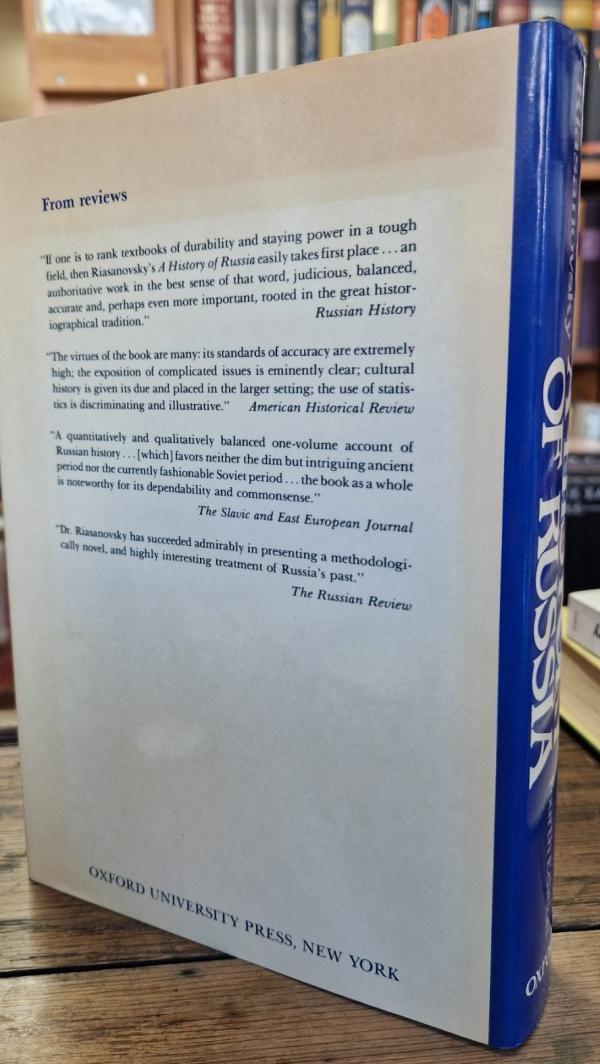 From reviews
"If one is to rank textbooks of durability and staying power in a tough
field, then Riasanovsky's A History of Russia easily takes first place . . . an
authoritative work in the best sense of that word, judicious, balanced,
accurate and, perhaps even more important, rooted in the great histor-
iographical tradition." Russian History
"The virtues of the book are many: its standards of accuracy are extremely
high; the exposition of complicated issues is eminently clear; cultural
history is given its due and placed in the larger setting; the use of statis-
tics is discriminating and illustrative." American Historical Review
"A quantitatively and qualitatively balanced one-volume account of
Russian history . . . [which] favors neither the dim but intriguing ancient
period nor the currently fashionable Soviet period . . . the book as a whole
is noteworthy for its dependability and commonsense."
The Slavic and East European Journal
"Dr. Riasanovsky has succeeded admirably in presenting a methodologi-
cally novel, and highly interesting treatment of Russia's past."
The Russian Review
OXFORD UNIVERSITY PRESS, NEW YORK
OF RUSSIA